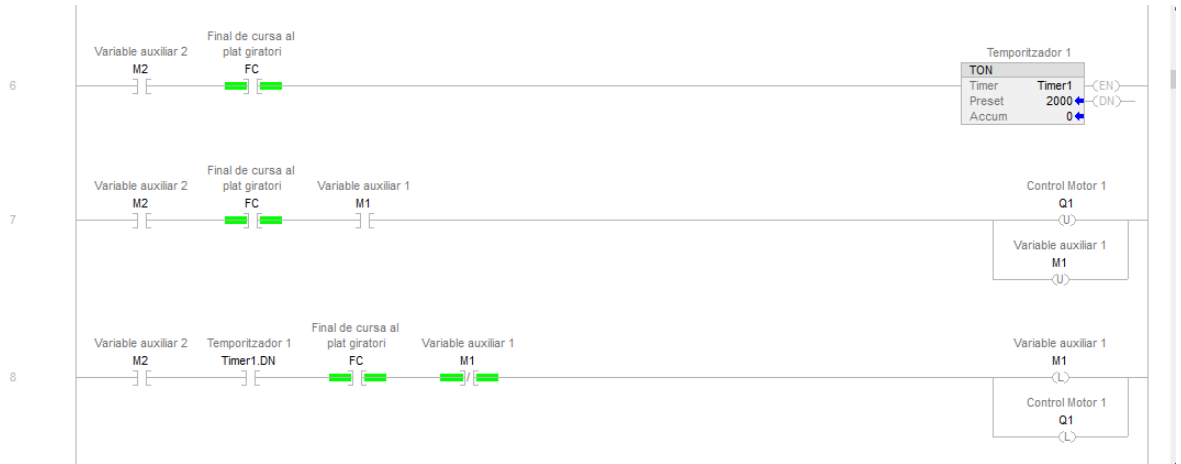 Final de cursa al
Variable auxiliar 2 plat giratori Temporitzador 1
M2 FC TON
6
Timer Timer1 (EN)
Preset 2000 (DN)
Accum 0
Final de cursa al
Variable auxiliar 2 plat giratori Variable auxiliar 1 Control Motor 1
M2 FC M1 Q1
7
U
Variable auxiliar 1
M1
U
Final de cursa al
Variable auxiliar 2 Temporitzador 1 plat giratori Variable auxiliar 1 Variable auxiliar 1
M2 Timer1.DN FC M1 M1
8
L
Control Motor 1
Q1
L